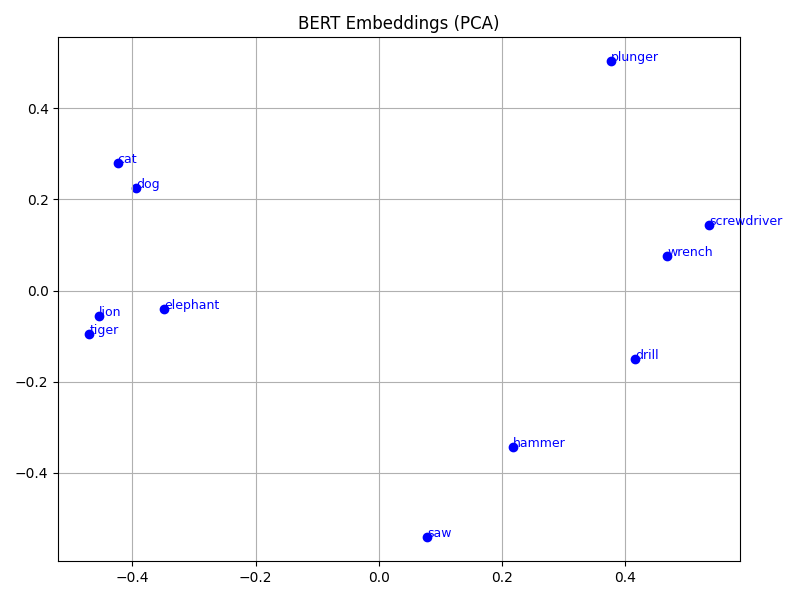 BERT Embeddings (PCA)
plunger
0.4
cat
dog
0.2
screwdriver
wrench
0.0
elephant
lion
tiger
drill
−0.2
hammer
−0.4
saw
−0.4 −0.2 0.0 0.2 0.4